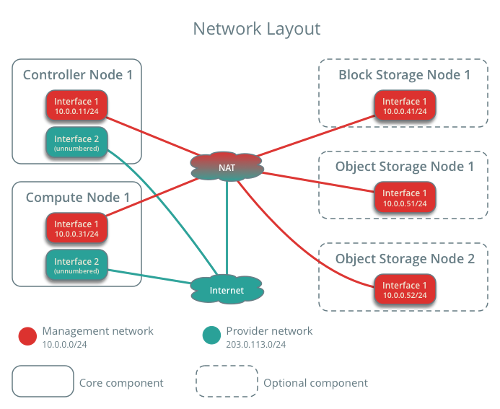 Network Layout
Controller Node 1
Interface 1
10.0.0.11/24
Interface 2
(unnumbered)
Compute Node 1
Interface 1
10.0.0.31/24
Interface 2
(unnumbered)
NAT
Internet
Block Storage Node 1
Interface 1
10.0.0.41/24
Object Storage Node 1
Interface 1
10.0.0.51/24
Object Storage Node 2
Interface 1
10.0.0.52/24
Management network
10.0.0.0/24
Provider network
203.0.113.0/24
Core component
Optional component